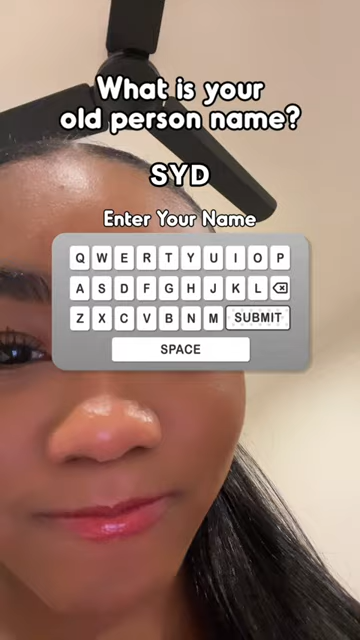 What is your
old person name?
SYD
Enter Your Name
Q W E R T Y U I O P
A S D F G H J K L
Z X C V B N M SUBMIT
SPACE